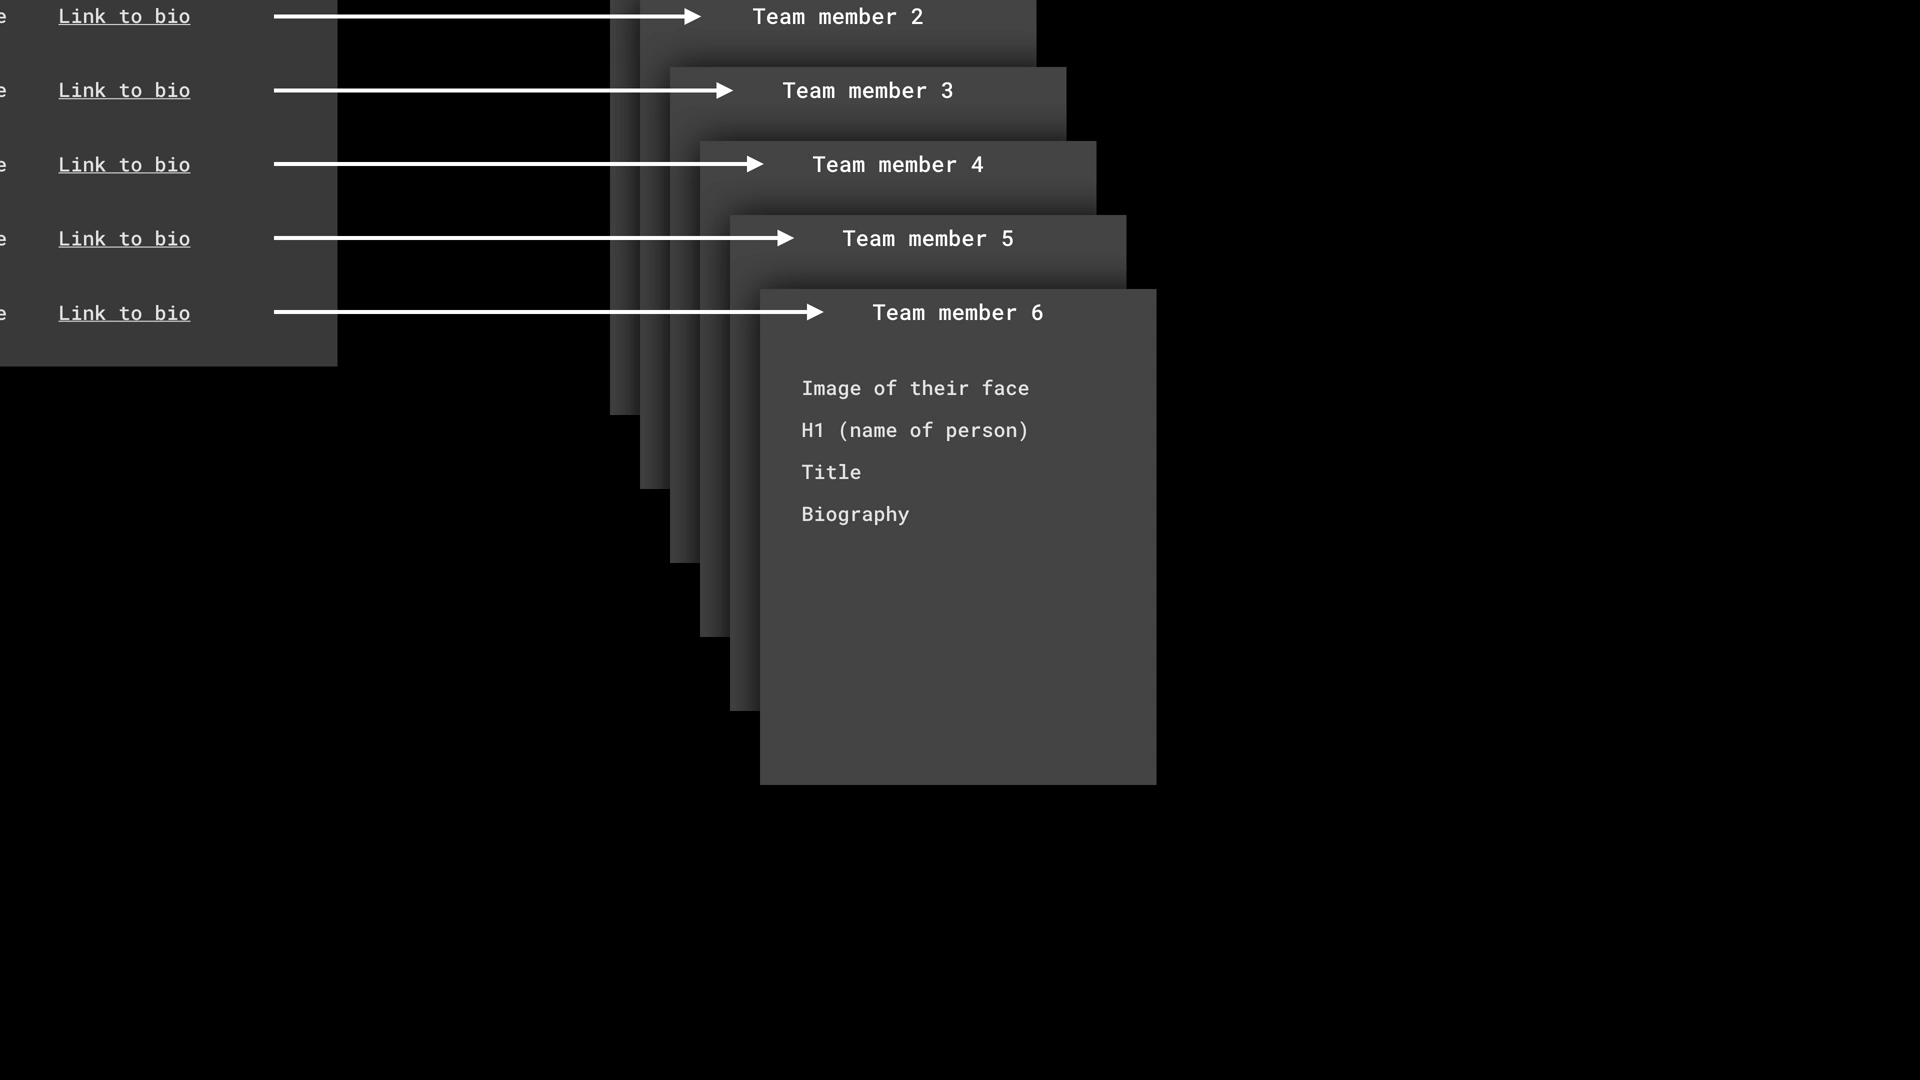 Link to bio Team member 2
Link to bio Team member 3
Link to bio Team member 4
Link to bio Team member 5
Link to bio Team member 6
Image of their face
H1 (name of person)
Title
Biography